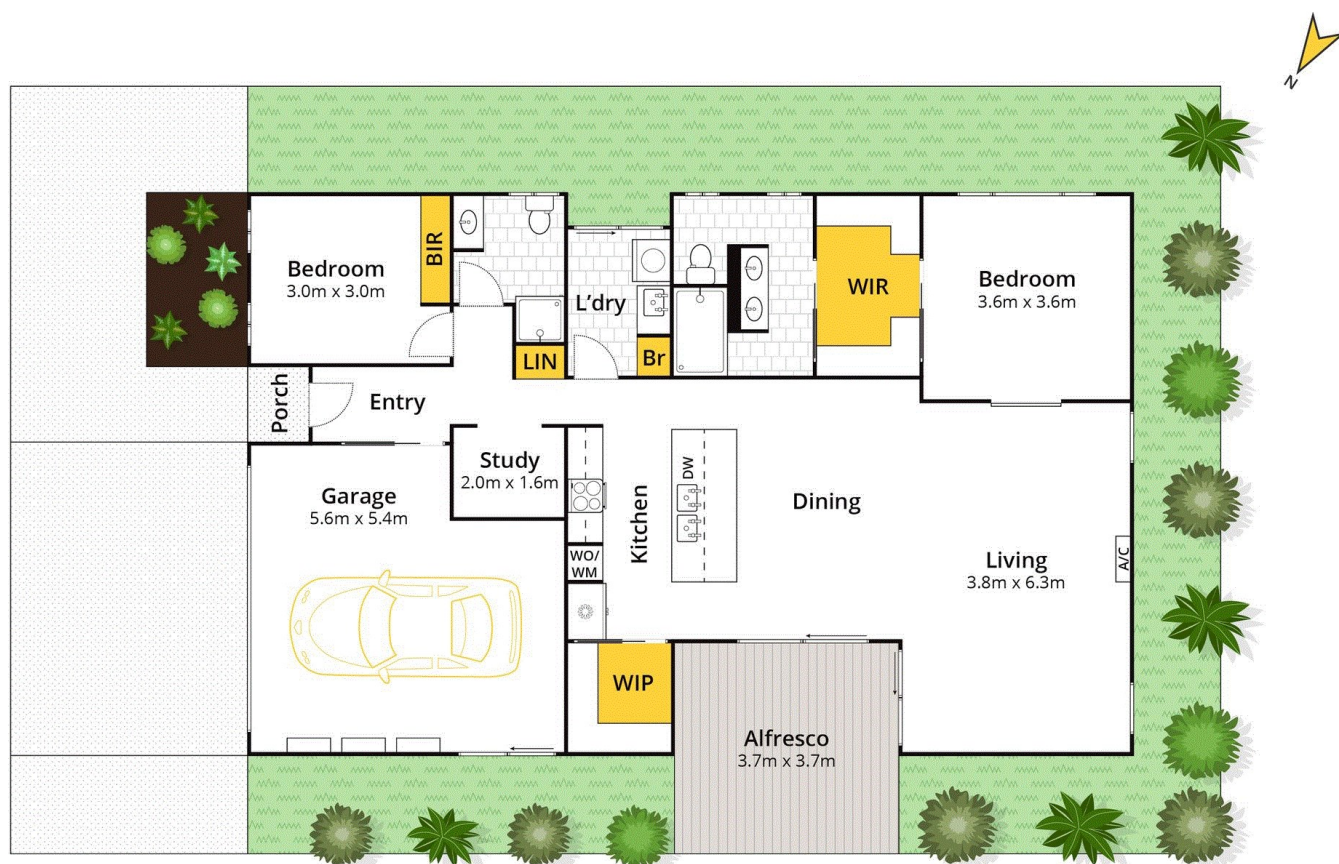 N
Bedroom
3.0m x 3.0m
BIR
L'dry
WIR
Bedroom
3.6m x 3.6m
LIN
Br
Porch
Entry
Study
2.0m x 1.6m
Garage
5.6m x 5.4m
Kitchen
DW
Dining
WO/
WM
Living
3.8m x 6.3m
A/C
WIP
Alfresco
3.7m x 3.7m